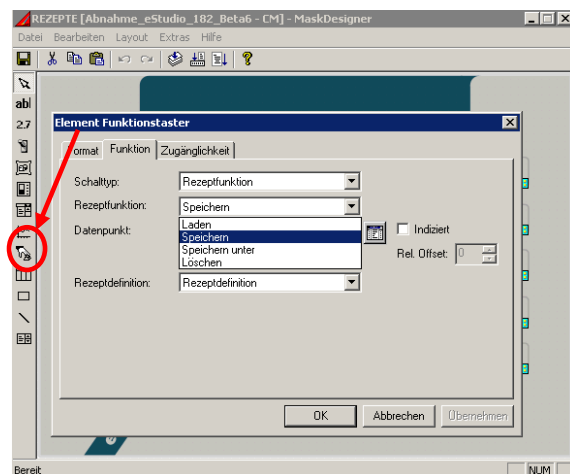 REZEPTE [Abnahme_eStudio_182_Beta6 - CM] - MaskDesigner
Datei Bearbeiten Layout Extras Hilfe
abl
2.7
Element Funktionstaster
Format Funktion Zugänglichkeit
Schalttyp: Rezeptfunktion
Rezeptfunktion: Speichern
Laden
Datenpunkt: Speichern Indiziert
Speichern unter Rel. Offset: 0
Löschen
Rezeptdefinition: Rezeptdefinition
OK Abbrechen Übernehmen
Bereit NUM